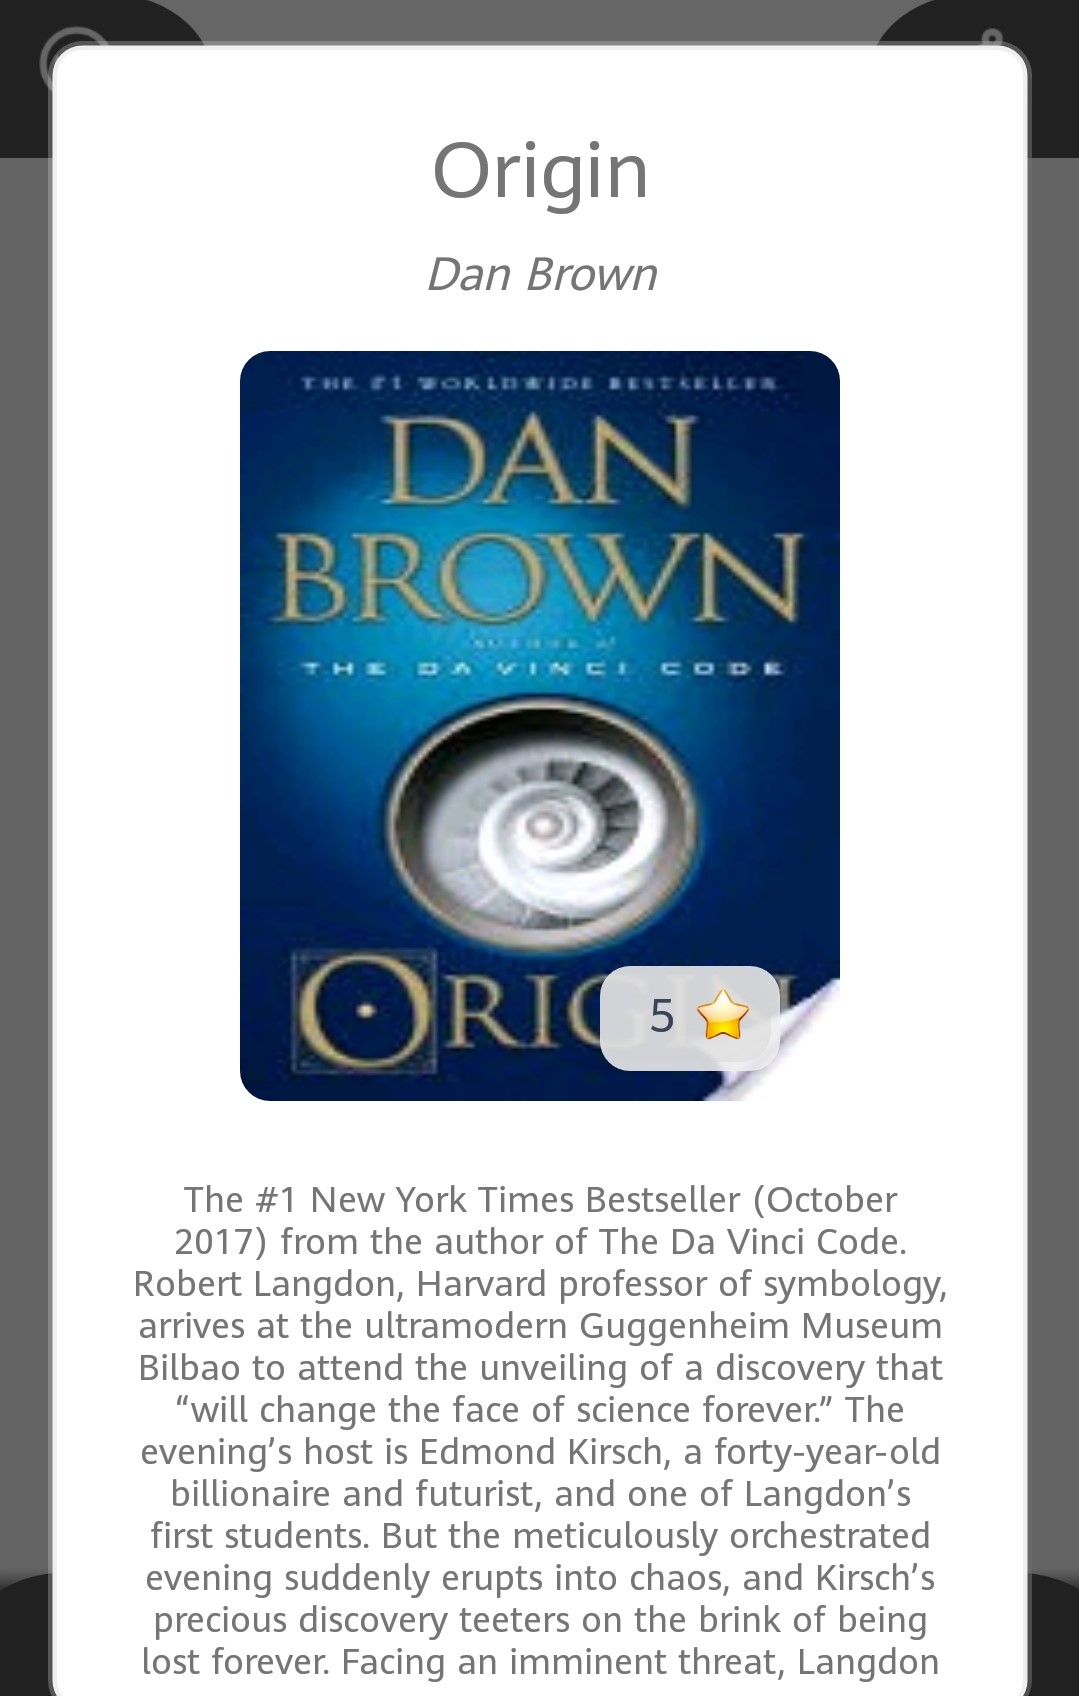 Origin
Dan Brown
THE #1 WORLDWIDE BESTSELLER
DAN
BROWN
AUTHOR of
THE DA VINCI CODE
ORIGIN
5
The #1 New York Times Bestseller (October
2017) from the author of The Da Vinci Code.
Robert Langdon, Harvard professor of symbology,
arrives at the ultramodern Guggenheim Museum
Bilbao to attend the unveiling of a discovery that
“will change the face of science forever.” The
evening’s host is Edmond Kirsch, a forty-year-old
billionaire and futurist, and one of Langdon’s
first students. But the meticulously orchestrated
evening suddenly erupts into chaos, and Kirsch’s
precious discovery teeters on the brink of being
lost forever. Facing an imminent threat, Langdon